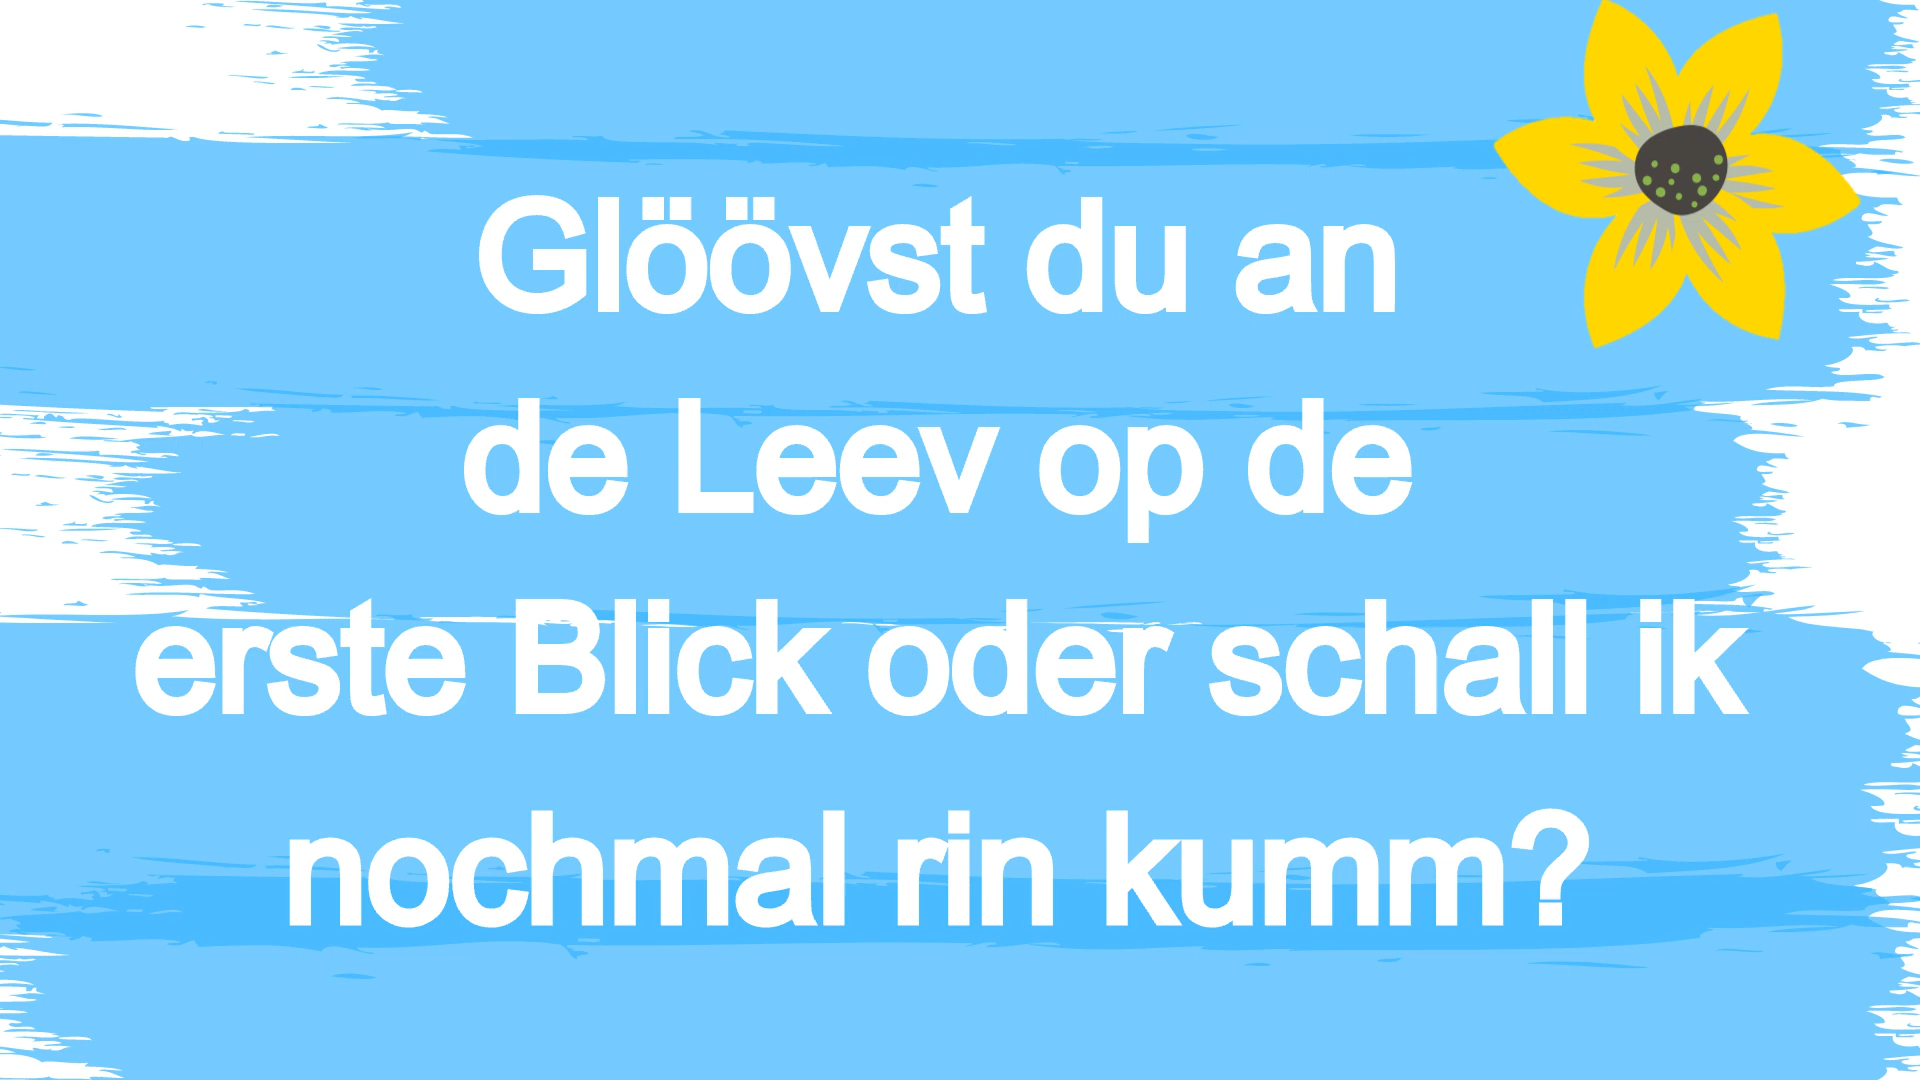 Glöövst du an
de Leev op de
erste Blick oder schall ik
nochmal rin kumm?